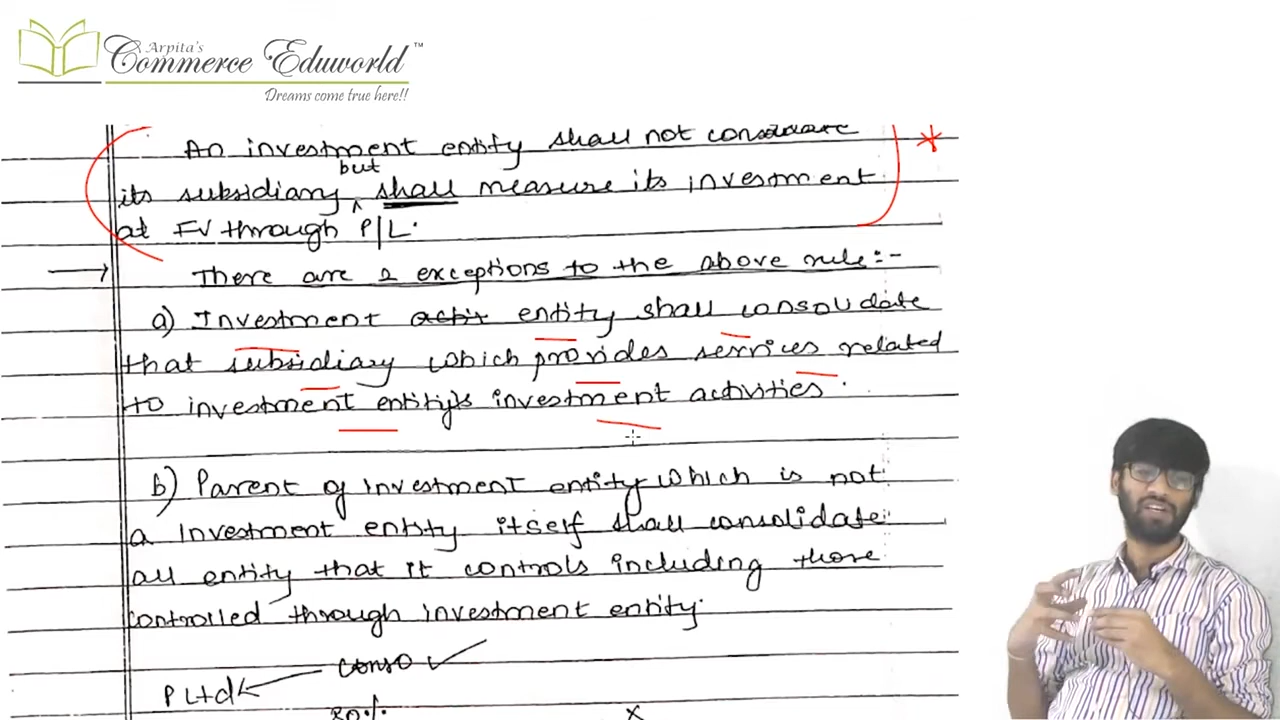 Arpita's
Commerce Eduworld™
Dreams come true here!!
An investment entity shall not
but
its subsidiary ^ shall measure its investment
at FV through P/L.
There are 2 exceptions to the above rule:-
a) Investment entity shall consolidate
that subsidiary which provides services related
to investment entity's investment activities.
b) Parent of investment entity which is not
a investment entity itself shall consolidate
all entity that it controls including those
controlled through investment entity.
Conso ✓
P Ltd
80% X